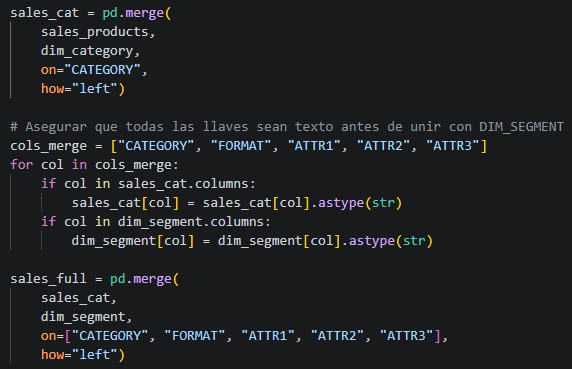 sales_cat = pd.merge(
    sales_products,
    dim_category,
    on="CATEGORY",
    how="left")

# Asegurar que todas las llaves sean texto antes de unir con DIM_SEGMENT
cols_merge = ["CATEGORY", "FORMAT", "ATTR1", "ATTR2", "ATTR3"]
for col in cols_merge:
    if col in sales_cat.columns:
        sales_cat[col] = sales_cat[col].astype(str)
    if col in dim_segment.columns:
        dim_segment[col] = dim_segment[col].astype(str)

sales_full = pd.merge(
    sales_cat,
    dim_segment,
    on=["CATEGORY", "FORMAT", "ATTR1", "ATTR2", "ATTR3"],
    how="left")